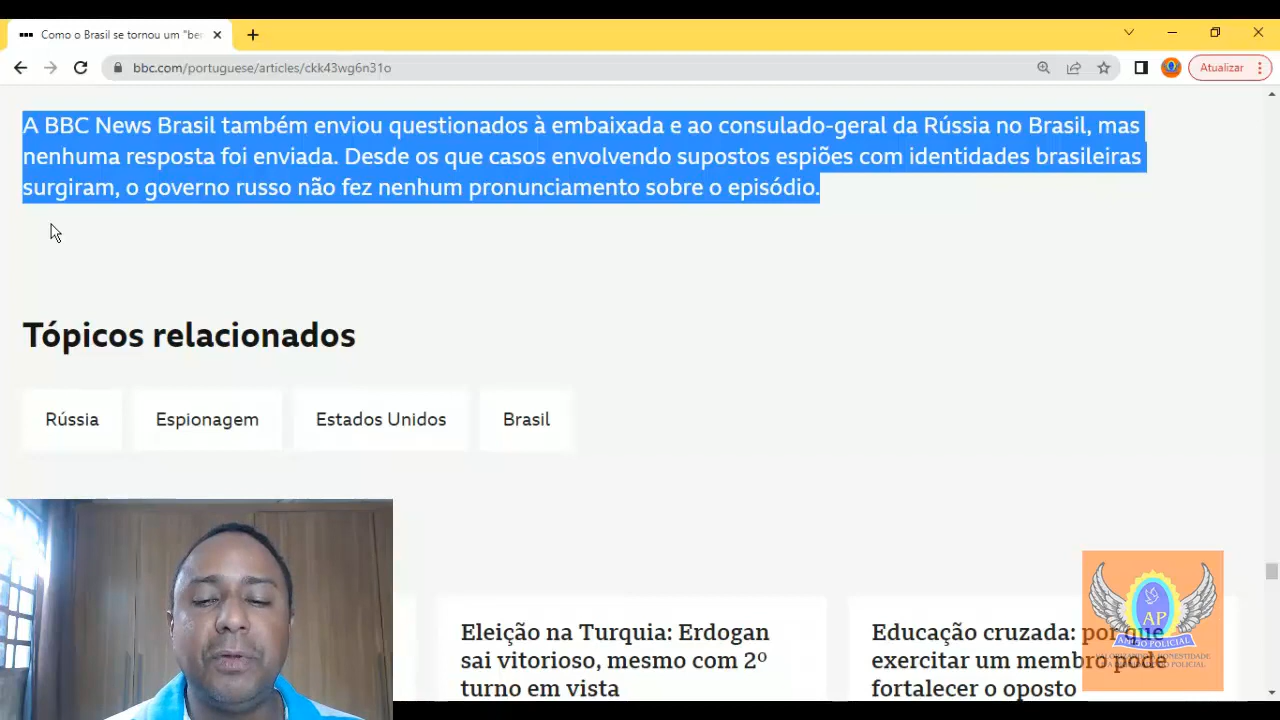 Como o Brasil se tornou um "ber
bbc.com/portuguese/articles/ckk43wg6n31o
Atualizar
A BBC News Brasil também enviou questionados à embaixada e ao consulado-geral da Rússia no Brasil, mas
nenhuma resposta foi enviada. Desde os que casos envolvendo supostos espiões com identidades brasileiras
surgiram, o governo russo não fez nenhum pronunciamento sobre o episódio.
Tópicos relacionados
Rússia
Espionagem
Estados Unidos
Brasil
Eleição na Turquia: Erdogan
sai vitorioso, mesmo com 2º
turno em vista
Educação cruzada: por que
exercitar um membro pode
fortalecer o oposto
AP
AMIGO POLICIAL